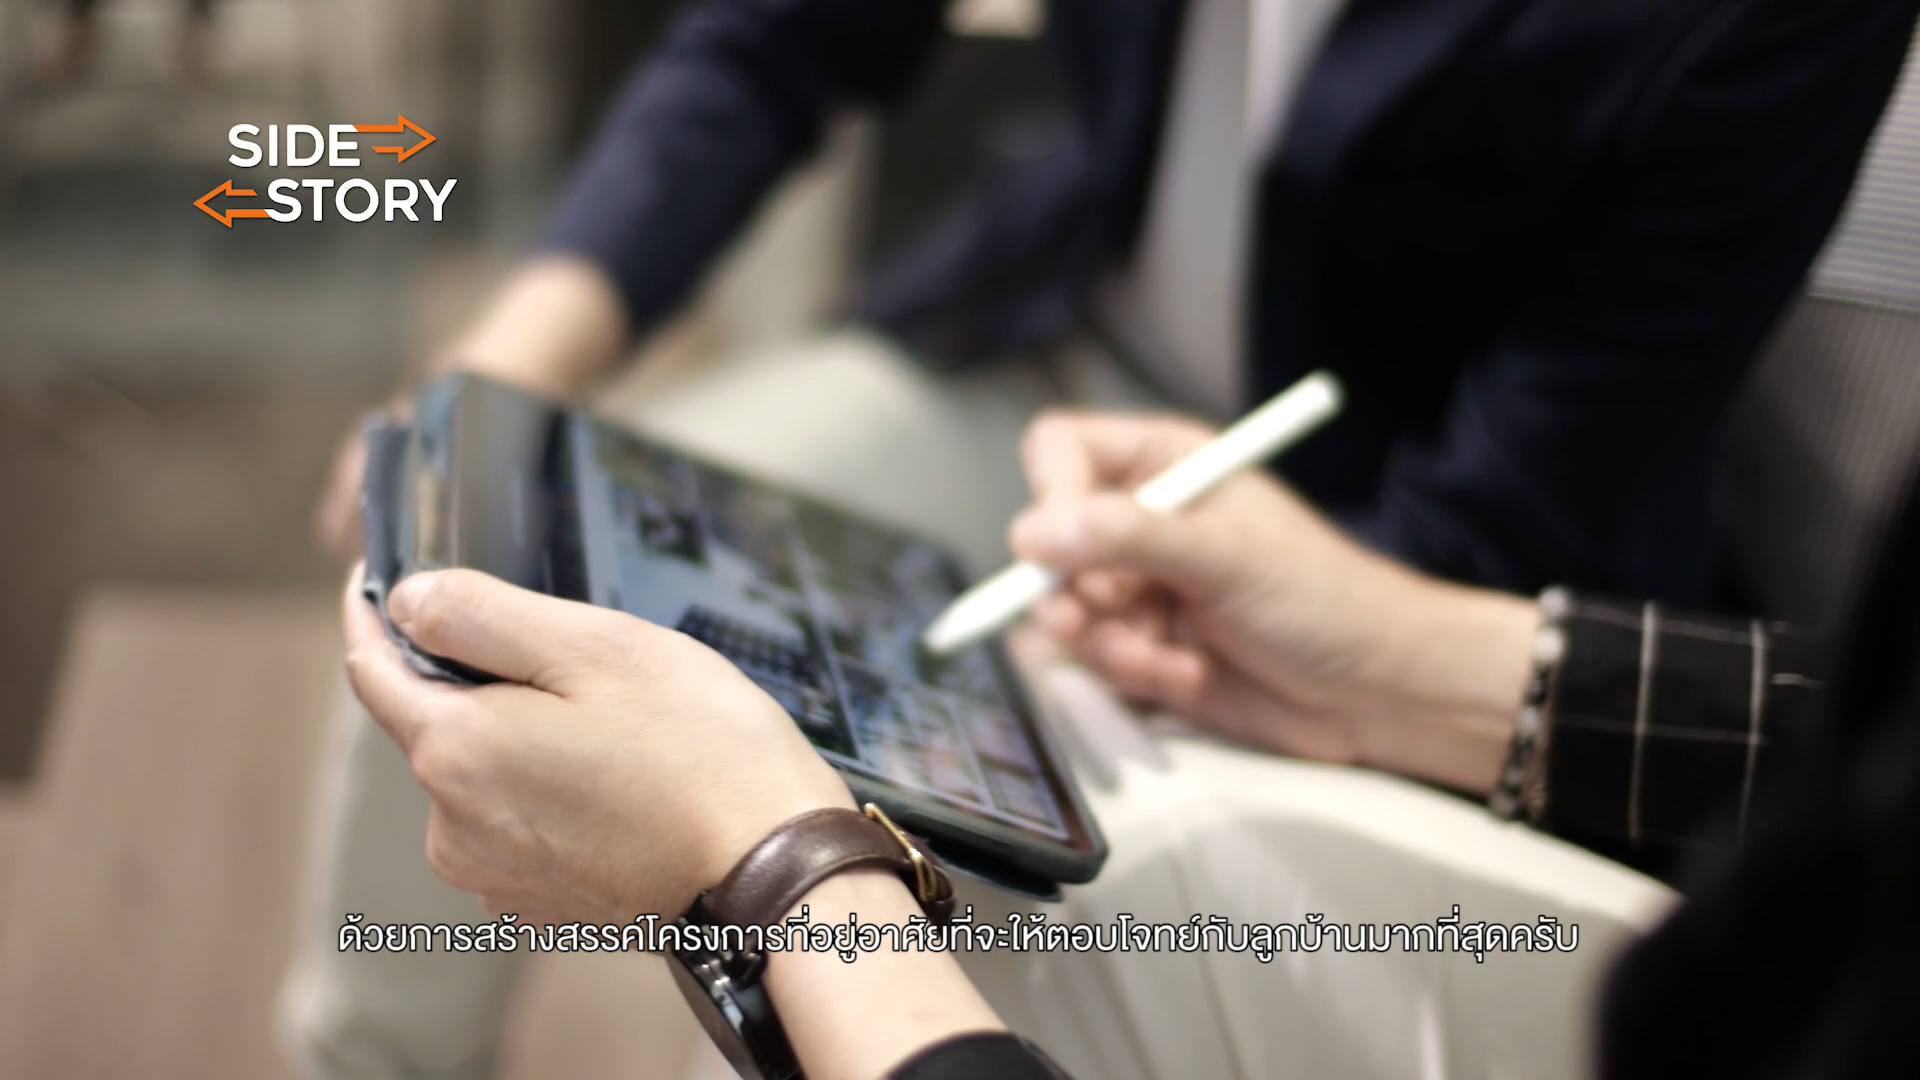 SIDE
STORY
ด้วยการสร้างสรรค์โครงการที่อยู่อาศัยที่จะให้ตอบโจทย์กับลูกบ้านมากที่สุดครับ